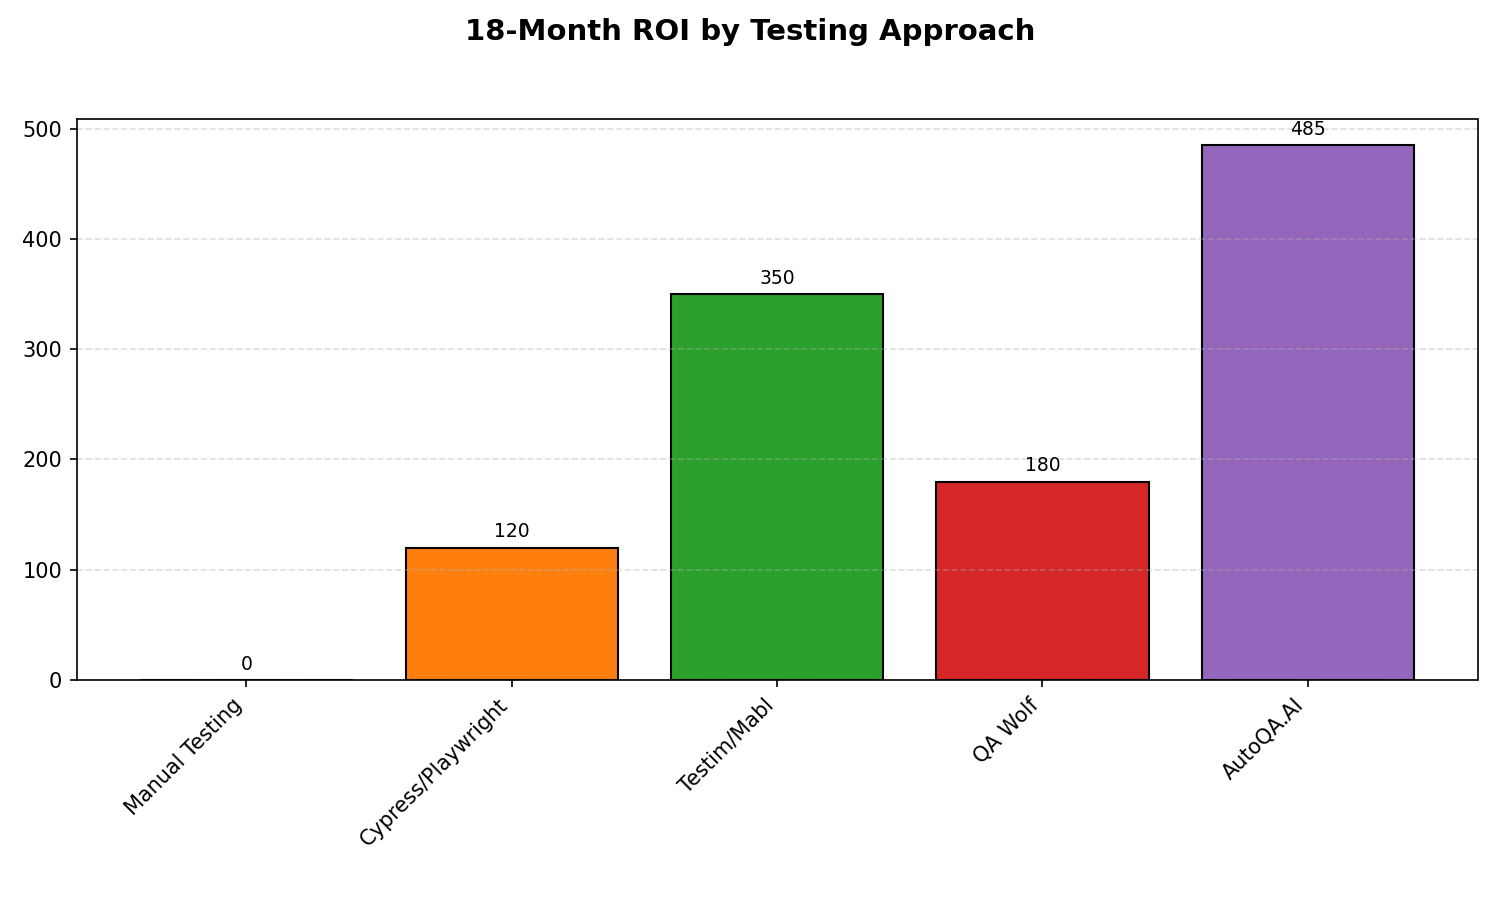 18-Month ROI by Testing Approach
500
400
300
200
100
0
0
120
350
180
485
Manual Testing
Cypress/Playwright
Testim/Mabl
QA Wolf
AutoQA.AI